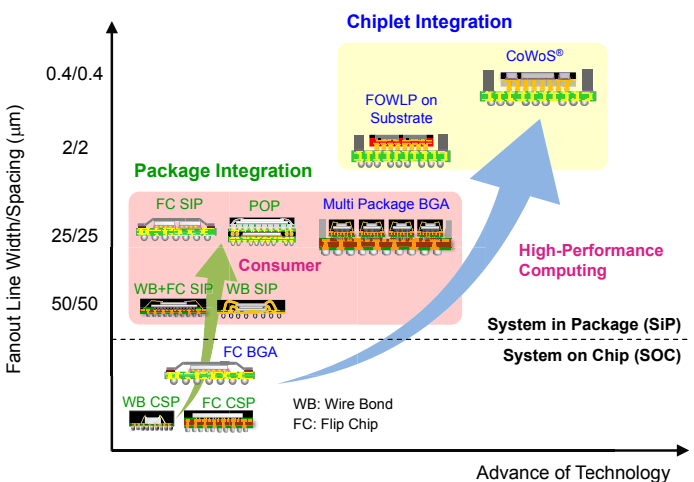 Chiplet Integration
CoWoS®
0.4/0.4
FOWLP on
Substrate
2/2
Package Integration
FC SIP
POP
Multi Package BGA
25/25
Consumer
High-Performance
Computing
WB+FC SIP
WB SIP
50/50
System in Package (SiP)
System on Chip (SOC)
FC BGA
WB CSP
FC CSP
WB: Wire Bond
FC: Flip Chip
Fanout Line Width/Spacing (μm)
Advance of Technology